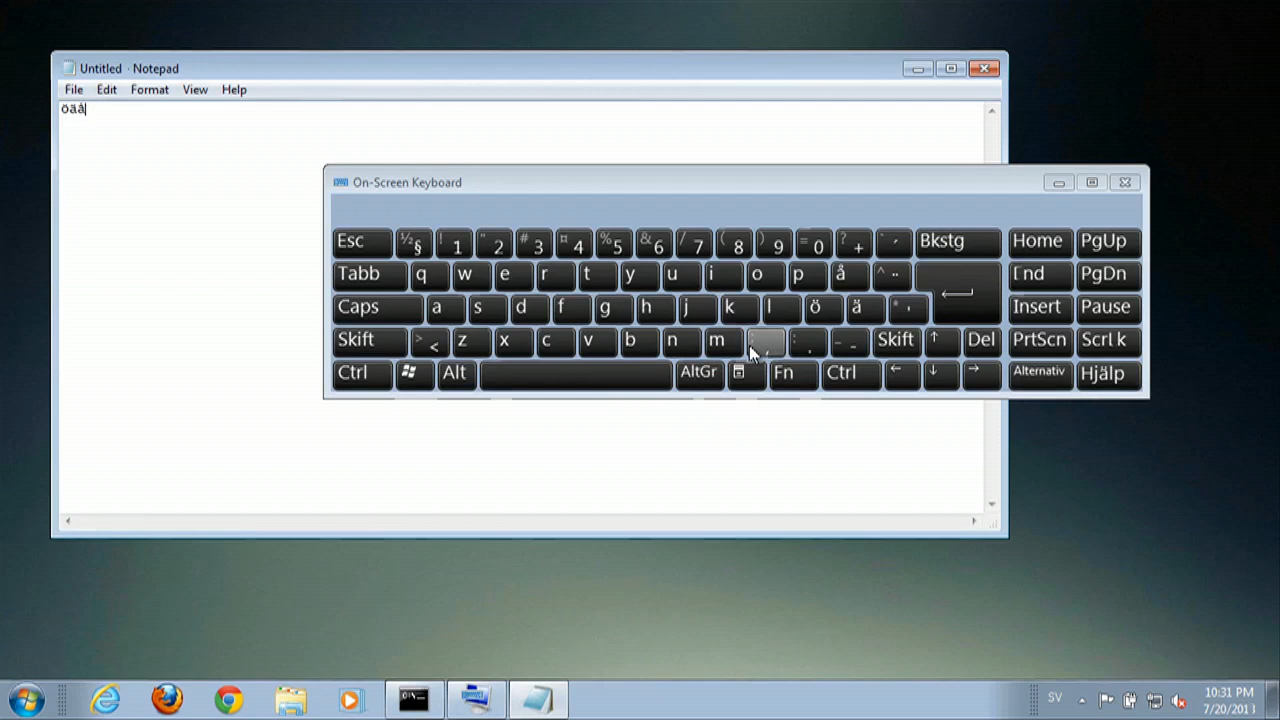 Untitled - Notepad
File Edit Format View Help
öäå
On-Screen Keyboard
Esc ½ § ! 1 " 2 # 3 ¤ 4 % 5 & 6 / 7 ( 8 ) 9 = 0 ? + ` ´ Bkstg Home PgUp
Tabb q w e r t y u i o p å ^ ¨ End PgDn
Caps a s d f g h j k l ö ä * ' Insert Pause
Skift > < z x c v b n m ; , : . _ - Skift ↑ Del PrtScn ScrLk
Ctrl Alt AltGr Fn Ctrl ← ↓ → Alternativ Hjälp
SV
10:31 PM
7/20/2013